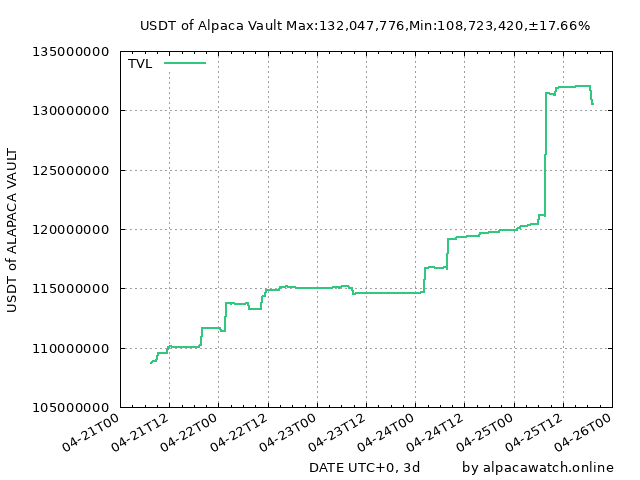 USDT of Alpaca Vault Max:132,047,776,Min:108,723,420,±17.66%
TVL
135000000
130000000
125000000
120000000
115000000
110000000
105000000
USDT of ALAPACA VAULT
04-21T00
04-21T12
04-22T00
04-22T12
04-23T00
04-23T12
04-24T00
04-24T12
04-25T00
04-25T12
04-26T00
DATE UTC+0, 3d
by alpacawatch.online